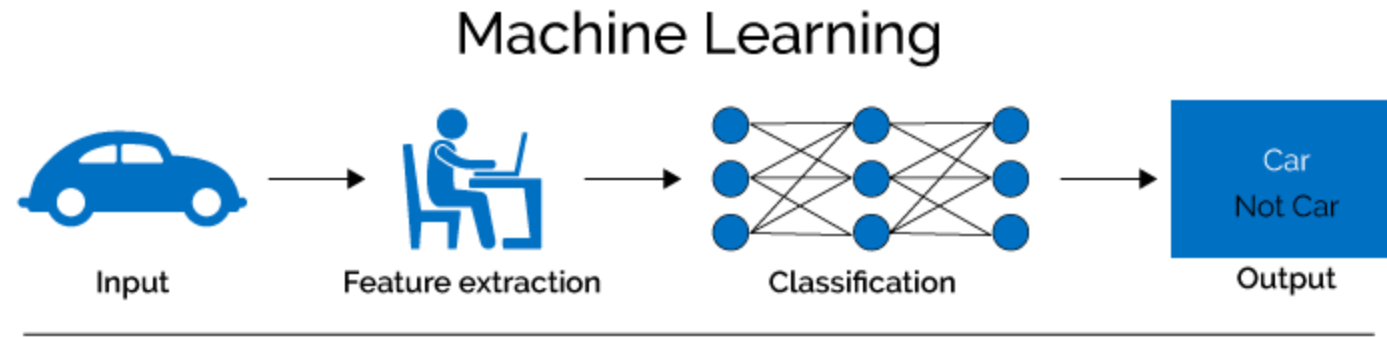 Machine Learning
Car
Not Car
Input
Feature extraction
Classification
Output